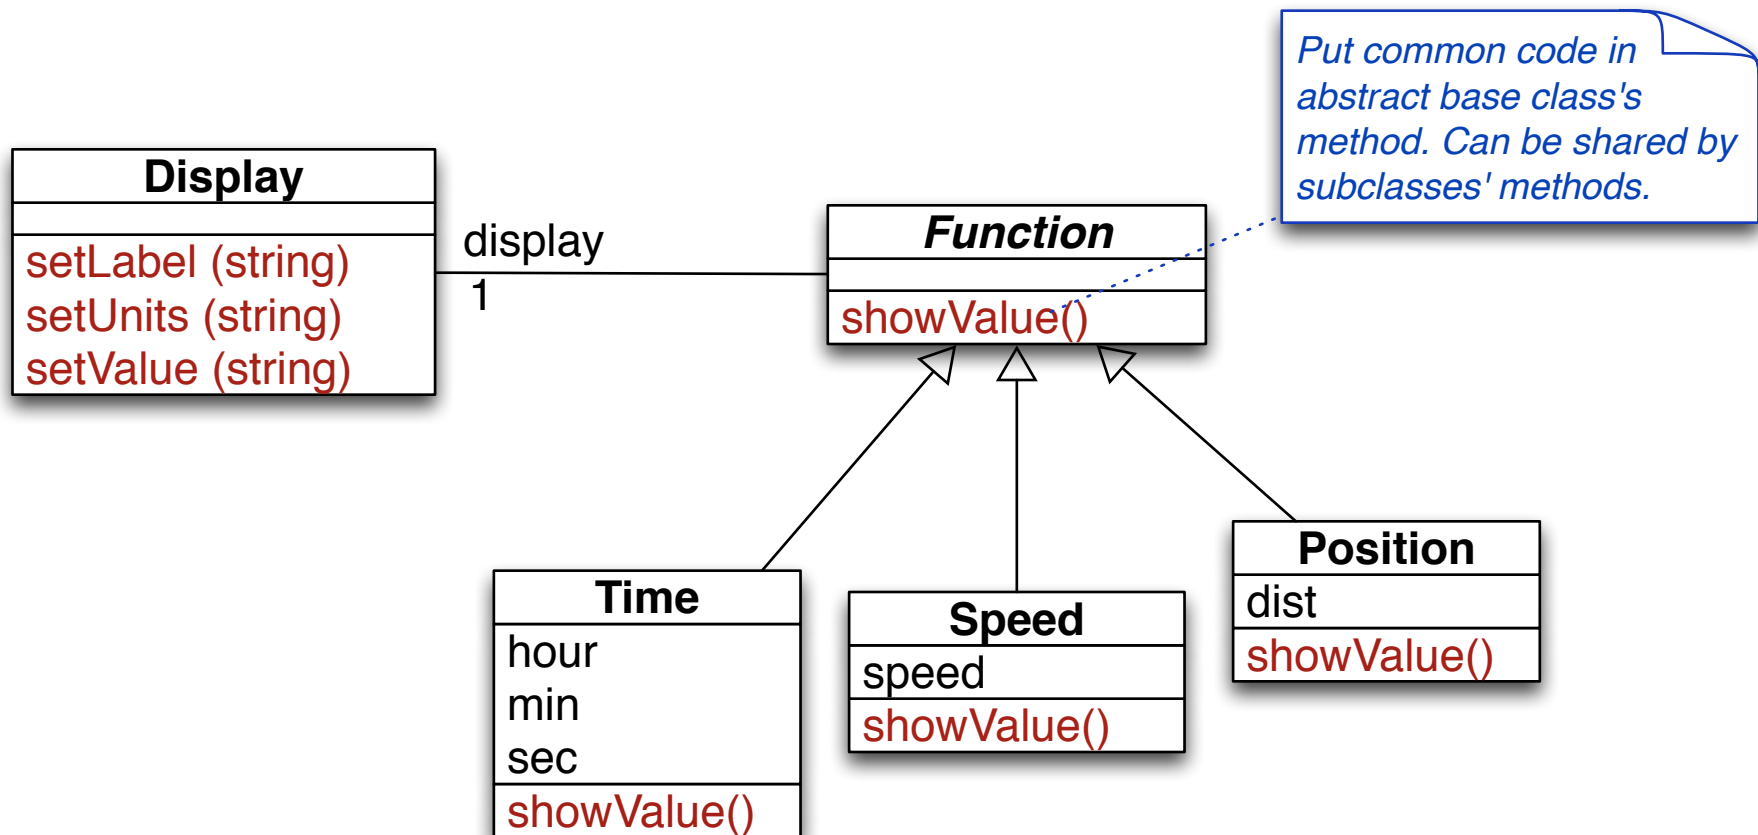 Put common code in
abstract base class's
method. Can be shared by
subclasses' methods.
Display
setLabel (string)
setUnits (string)
setValue (string)
display
1
Function
showValue()
Time
hour
min
sec
showValue()
Speed
speed
showValue()
Position
dist
showValue()